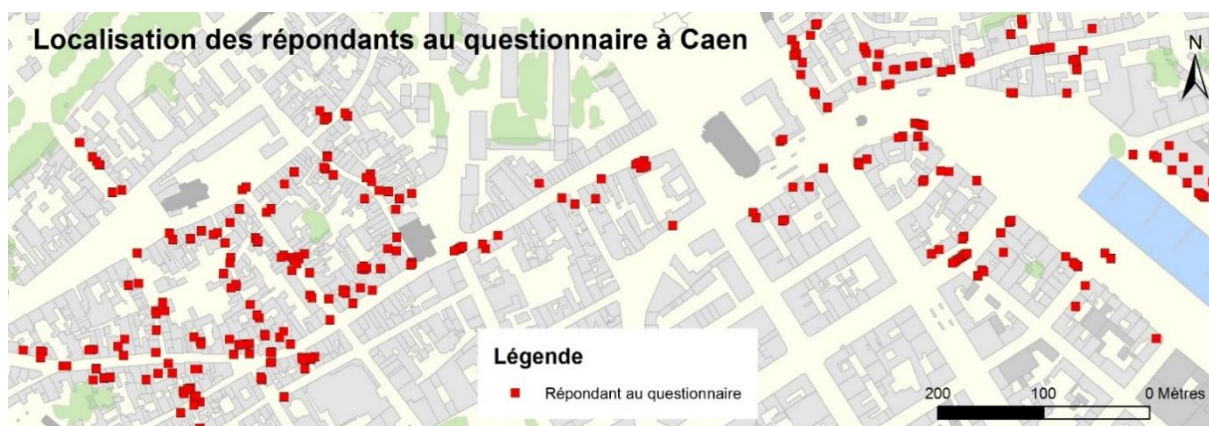 Localisation des répondants au questionnaire à Caen
N
Légende
Répondant au questionnaire
200 100 0 Mètres